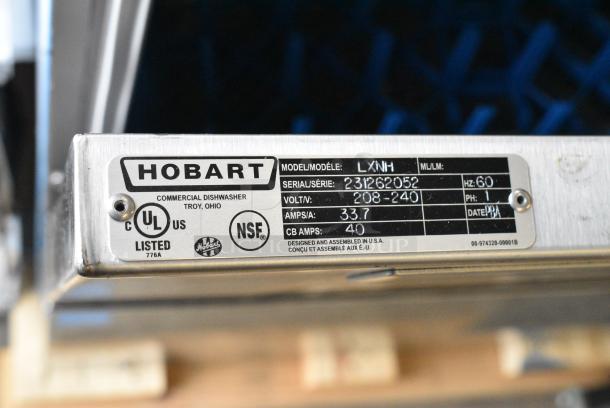 HOBART
COMMERCIAL DISHWASHER
TROY, OHIO
C UL US
LISTED
776A
NSF
MODEL/MODÉLE: LXNH ML/LM:
SERIAL/SÉRIE: 231262052 HZ: 60
VOLT/V: 208-240 PH: 1
AMPS/A: 33.7 DATE:
CB AMPS: 40
DESIGNED AND ASSEMBLED IN U.S.A.
CONÇU ET ASSEMBLÉ AUX É.-U.
00-974320-00001B